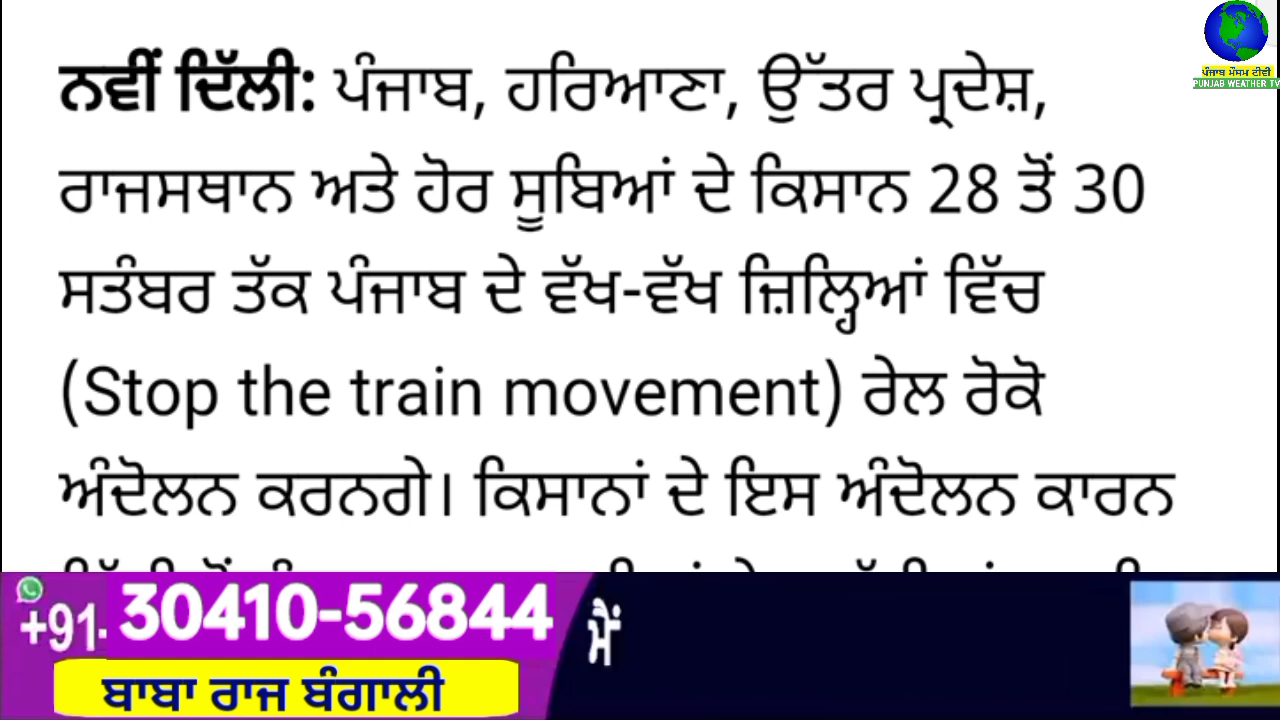 ਪੰਜਾਬ ਮੌਸਮ ਟੀਵੀ
PUNJAB WEATHER TV
ਨਵੀਂ ਦਿੱਲੀ: ਪੰਜਾਬ, ਹਰਿਆਣਾ, ਉੱਤਰ ਪ੍ਰਦੇਸ਼,
ਰਾਜਸਥਾਨ ਅਤੇ ਹੋਰ ਸੂਬਿਆਂ ਦੇ ਕਿਸਾਨ 28 ਤੋਂ 30
ਸਤੰਬਰ ਤੱਕ ਪੰਜਾਬ ਦੇ ਵੱਖ-ਵੱਖ ਜ਼ਿਲ੍ਹਿਆਂ ਵਿੱਚ
(Stop the train movement) ਰੇਲ ਰੋਕੋ
ਅੰਦੋਲਨ ਕਰਨਗੇ। ਕਿਸਾਨਾਂ ਦੇ ਇਸ ਅੰਦੋਲਨ ਕਾਰਨ
+91- 30410-56844
ਬਾਬਾ ਰਾਜ ਬੰਗਾਲੀ
ਮੈਂ